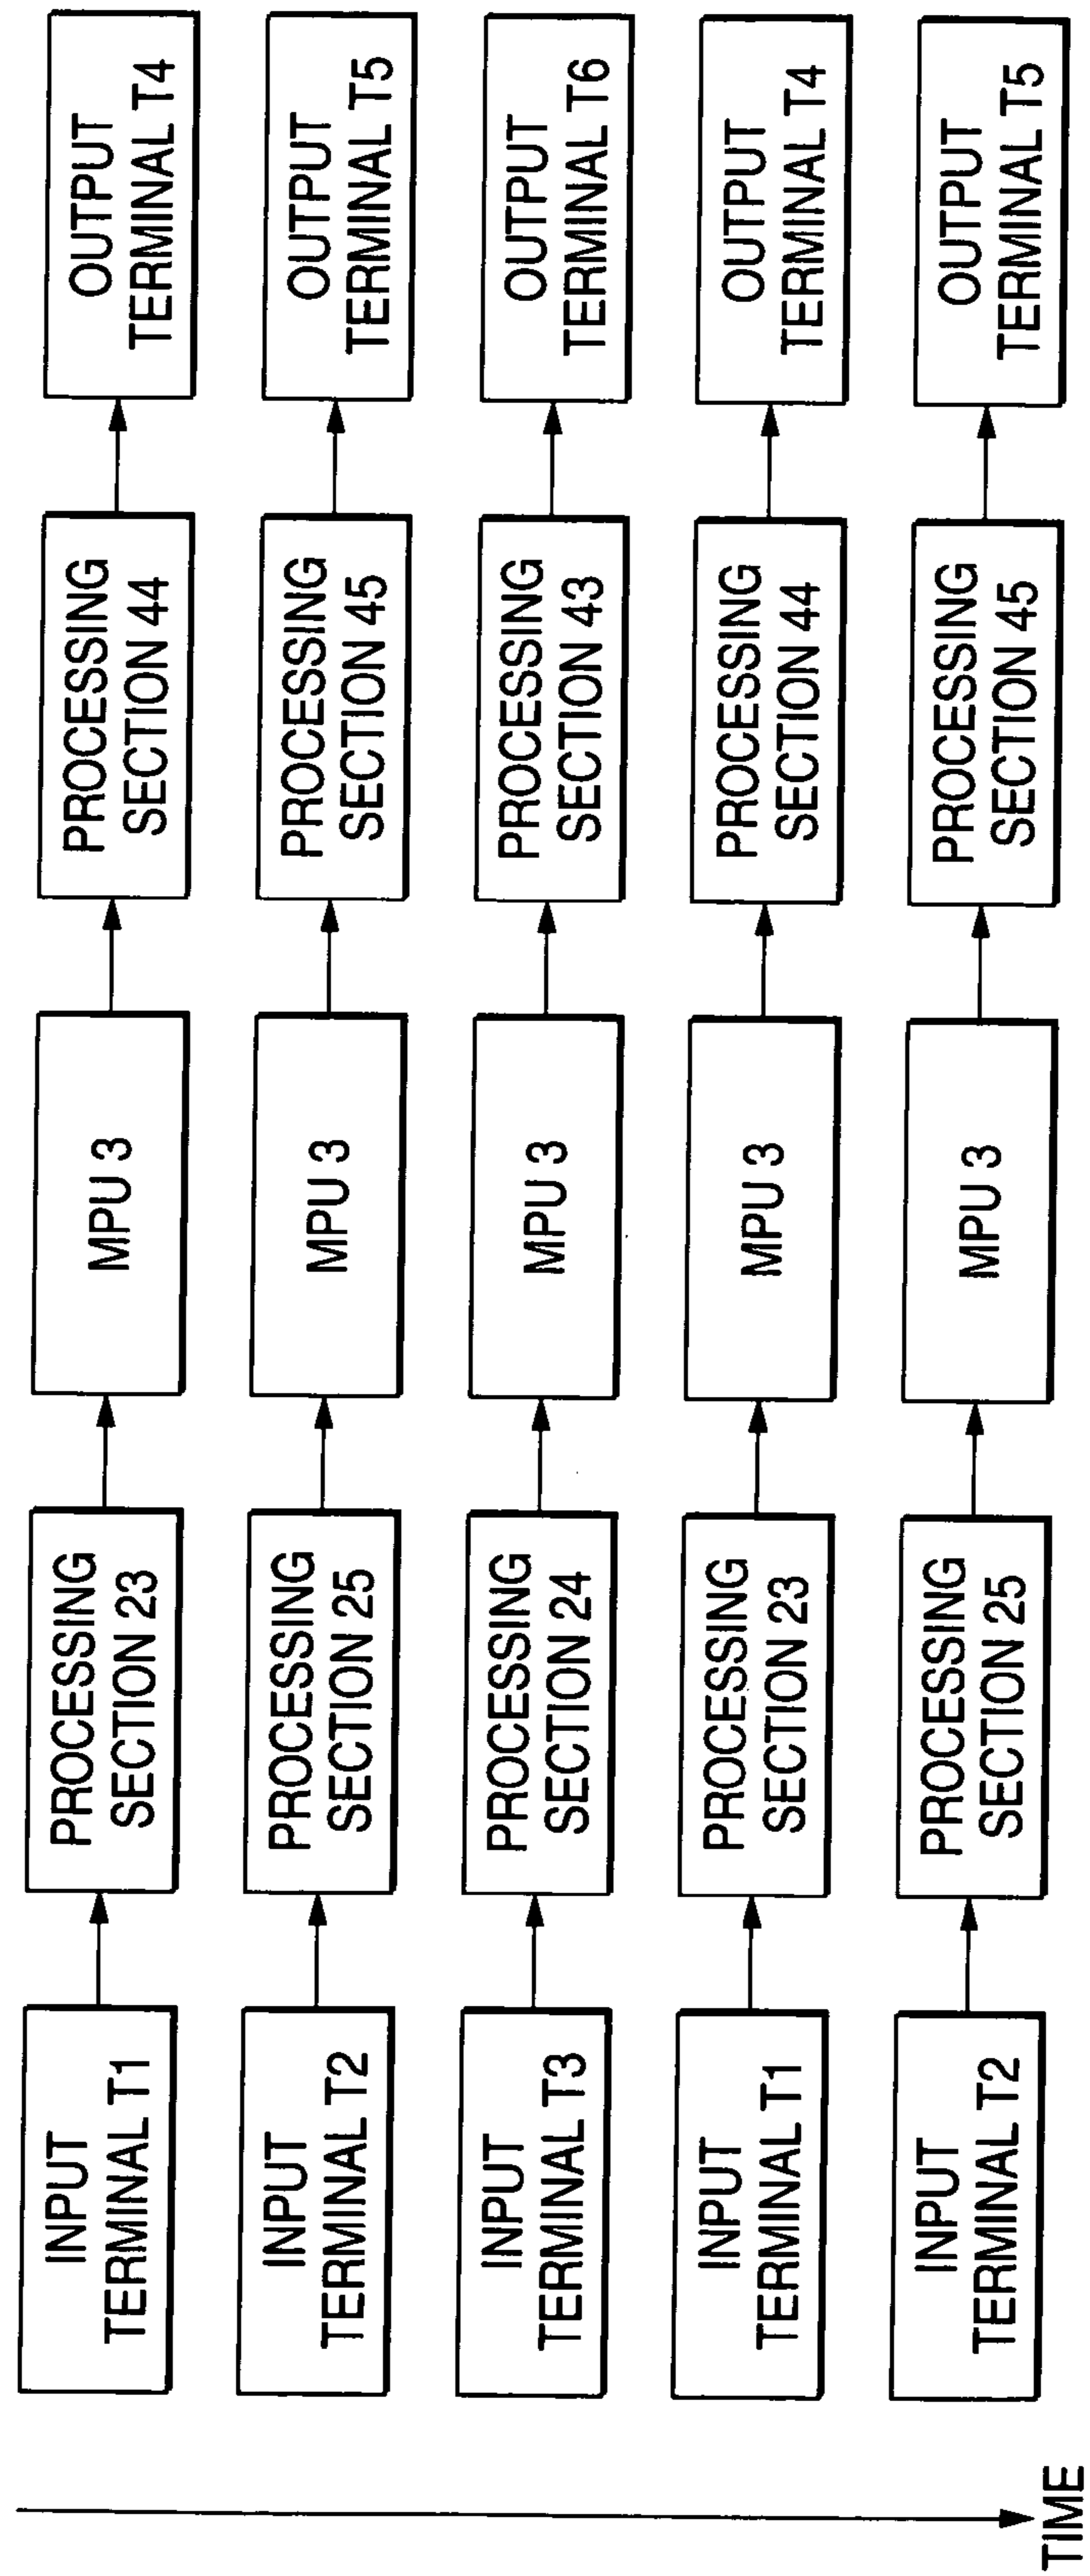 INPUT
TERMINAL T1
PROCESSING
SECTION 23
MPU 3
PROCESSING
SECTION 44
OUTPUT
TERMINAL T4
INPUT
TERMINAL T2
PROCESSING
SECTION 25
MPU 3
PROCESSING
SECTION 45
OUTPUT
TERMINAL T5
INPUT
TERMINAL T3
PROCESSING
SECTION 24
MPU 3
PROCESSING
SECTION 43
OUTPUT
TERMINAL T6
INPUT
TERMINAL T1
PROCESSING
SECTION 23
MPU 3
PROCESSING
SECTION 44
OUTPUT
TERMINAL T4
INPUT
TERMINAL T2
PROCESSING
SECTION 25
MPU 3
PROCESSING
SECTION 45
OUTPUT
TERMINAL T5
TIME